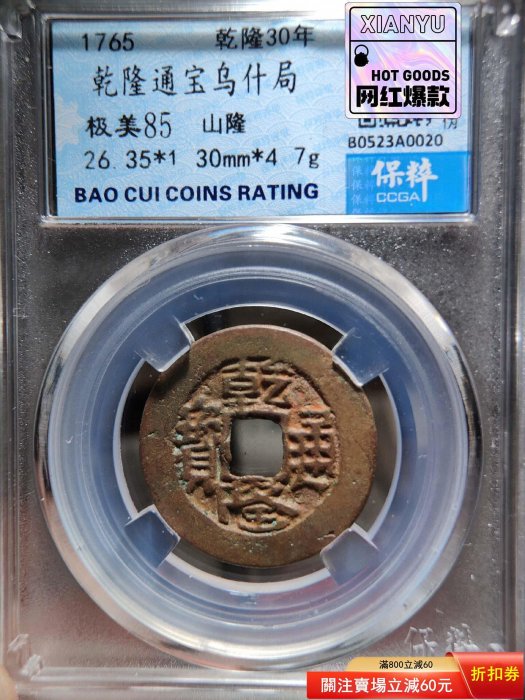 1765 乾隆30年
乾隆通宝乌什局
极美85 山隆
26.35*1 30mm*4 7g
BAO CUI COINS RATING
XIANYU
HOT GOODS
网红爆款
B0523A0020
保粹
CCGA
乾隆通寶
滿800立減60
關注賣場立減60元
折扣券